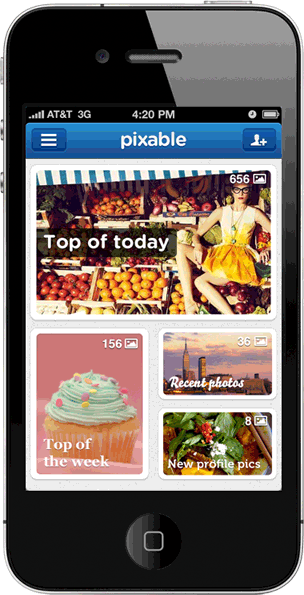 AT&T 3G 4:20 PM
pixable
656
Top of today
156
Top of
the week
36
Recent photos
8
New profile pics